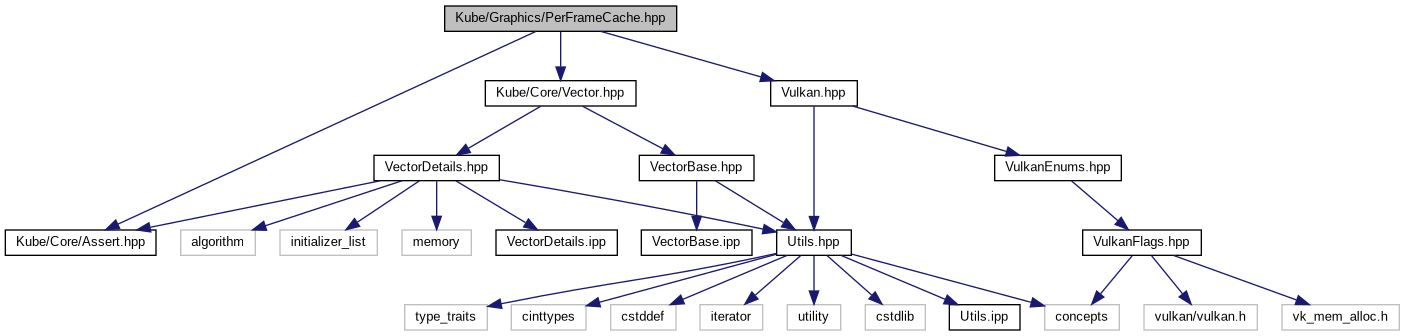 Kube/Graphics/PerFrameCache.hpp
Kube/Core/Vector.hpp
Vulkan.hpp
VectorDetails.hpp
VectorBase.hpp
VulkanEnums.hpp
Kube/Core/Assert.hpp
algorithm
initializer_list
memory
VectorDetails.ipp
VectorBase.ipp
Utils.hpp
VulkanFlags.hpp
type_traits
cinttypes
cstddef
iterator
utility
cstdlib
Utils.ipp
concepts
vulkan/vulkan.h
vk_mem_alloc.h